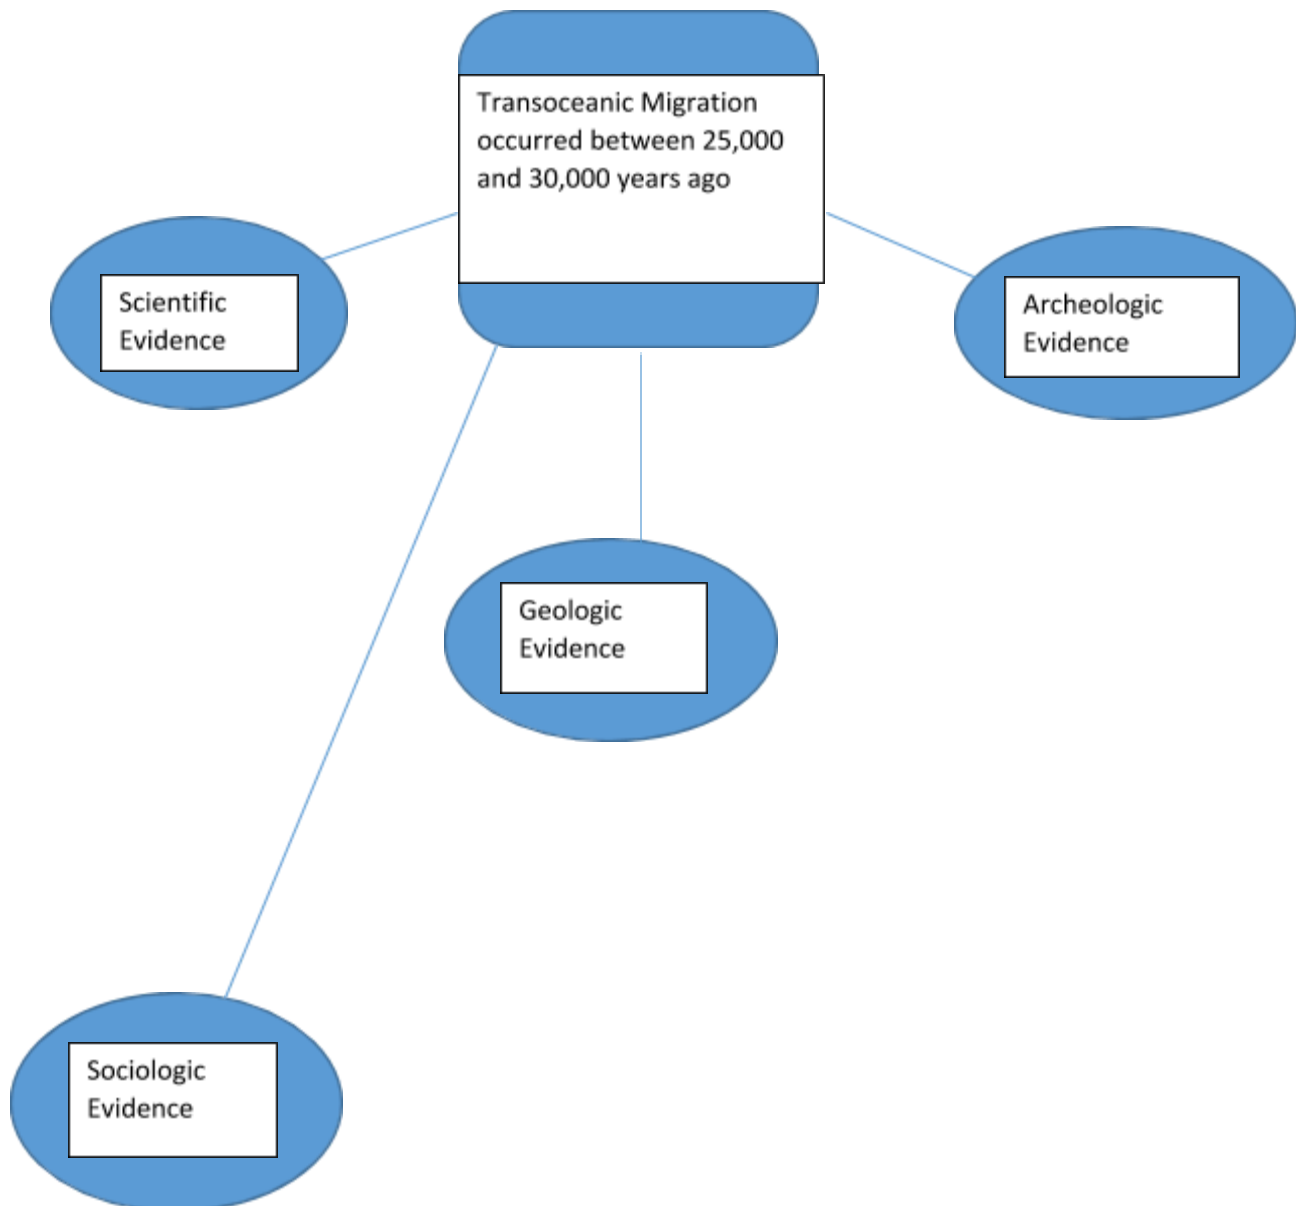 Transoceanic Migration
occurred between 25,000
and 30,000 years ago
Scientific
Evidence
Archeologic
Evidence
Geologic
Evidence
Sociologic
Evidence